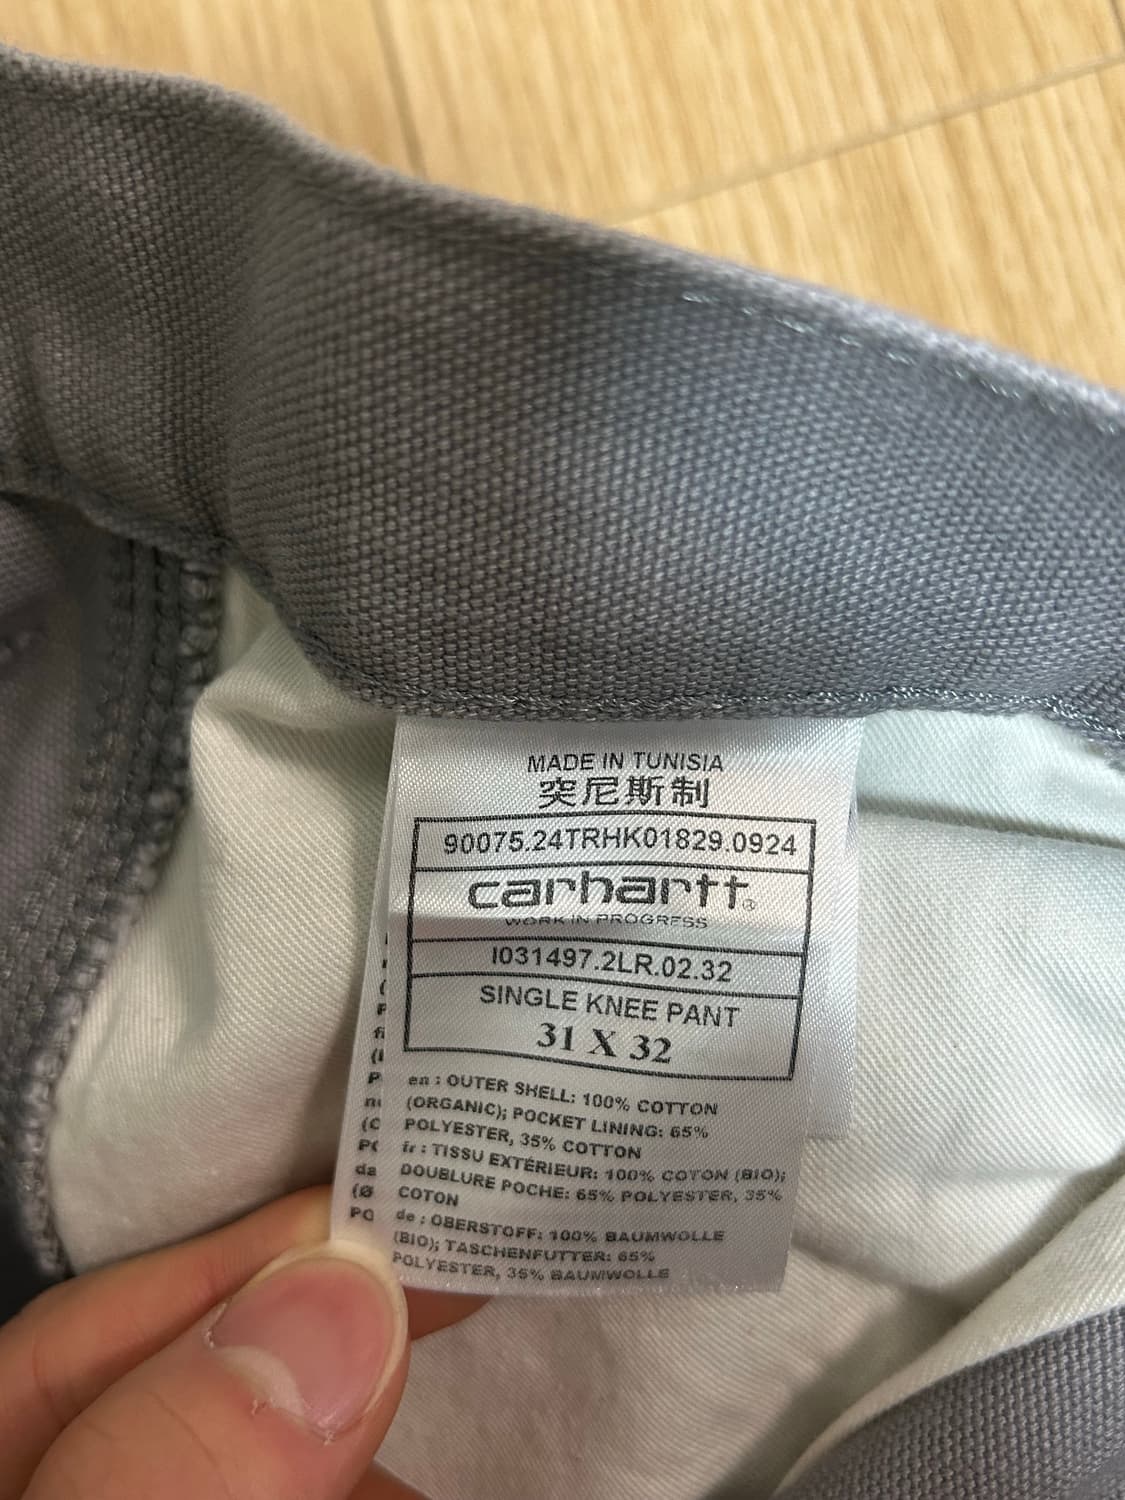 MADE IN TUNISIA
突尼斯制
90075.24TRHK01829.0924
carhartt®
WORK IN PROGRESS
I031497.2LR.02.32
SINGLE KNEE PANT
31 X 32
en : OUTER SHELL: 100% COTTON
(ORGANIC); POCKET LINING: 65%
POLYESTER, 35% COTTON
fr : TISSU EXTÉRIEUR: 100% COTON (BIO);
DOUBLURE POCHE: 65% POLYESTER, 35%
COTON
de : OBERSTOFF: 100% BAUMWOLLE
(BIO); TASCHENFUTTER: 65%
POLYESTER, 35% BAUMWOLLE